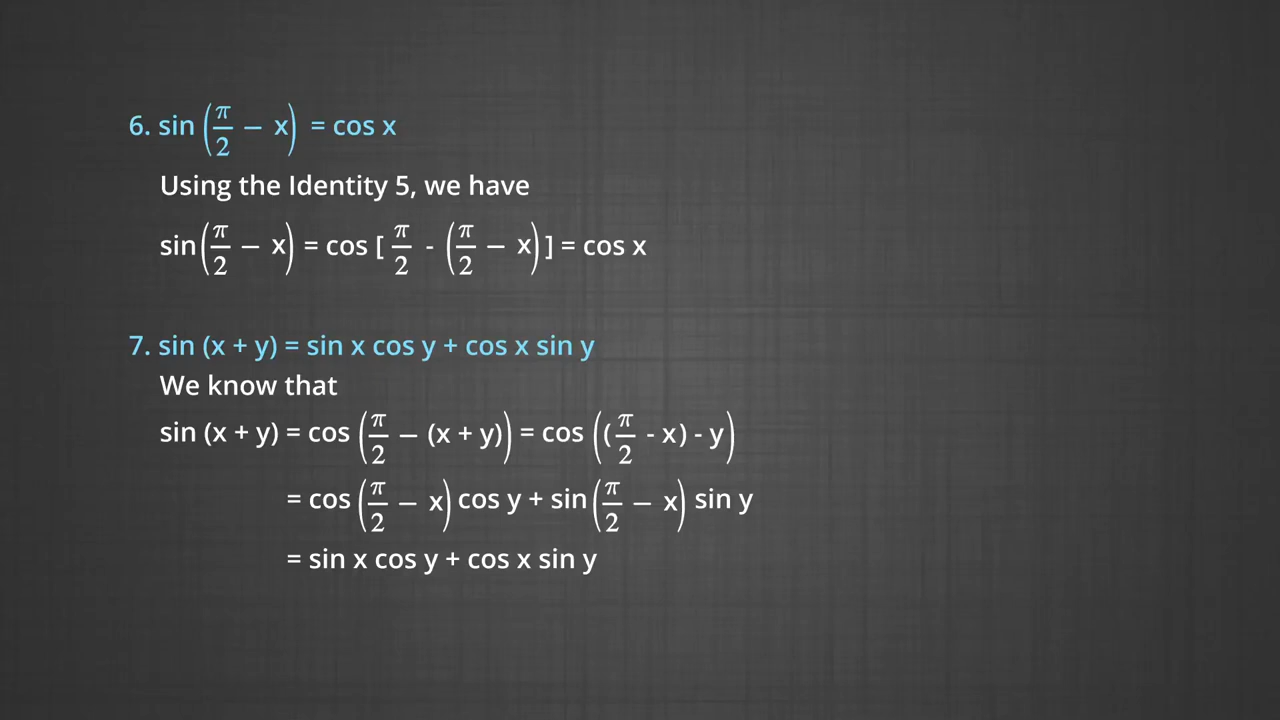 6. sin (π/2 − x) = cos x
Using the Identity 5, we have
sin(π/2 − x) = cos [ π/2 - (π/2 − x) ] = cos x
7. sin (x + y) = sin x cos y + cos x sin y
We know that
sin (x + y) = cos (π/2 − (x + y)) = cos ((π/2 - x) - y)
= cos (π/2 − x) cos y + sin (π/2 − x) sin y
= sin x cos y + cos x sin y